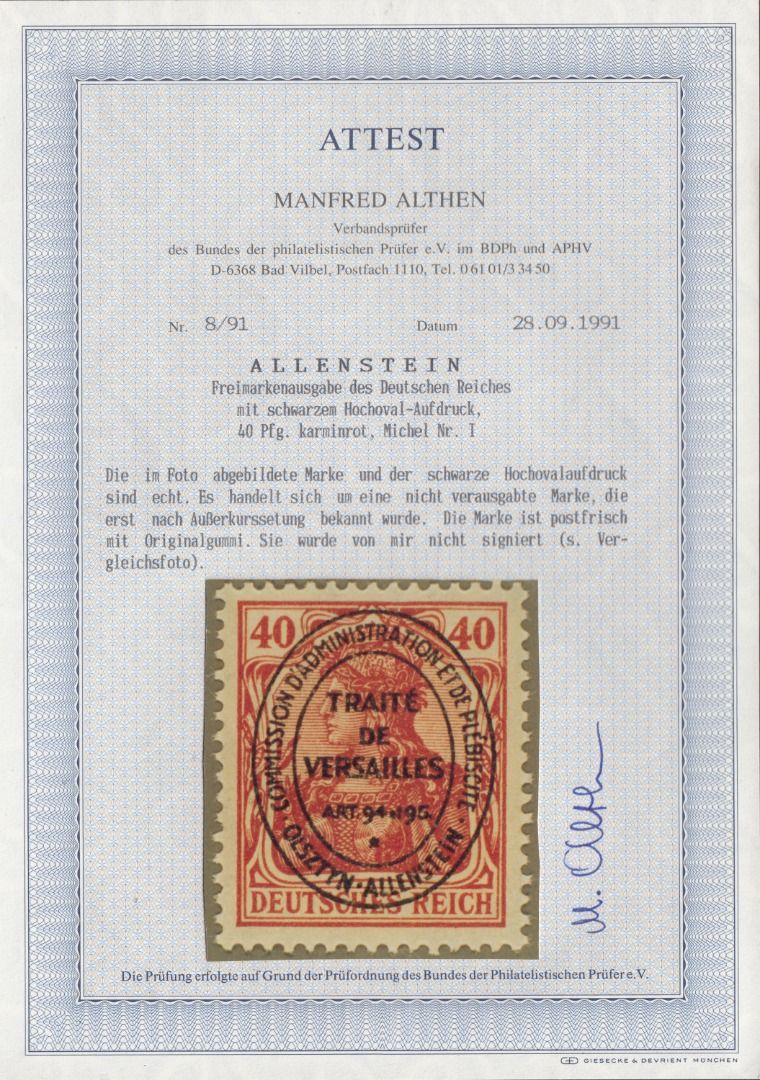 ATTEST
MANFRED ALTHEN
Verbandsprüfer
des Bundes der philatelistischen Prüfer e.V. im BDPh und APHV
D-6368 Bad Vilbel, Postfach 1110, Tel. 0 61 01/3 34 50
Nr. 8/91 Datum 28.09.1991
ALLENSTEIN
Freimarkenausgabe des Deutschen Reiches
mit schwarzem Hochoval-Aufdruck,
40 Pfg. karminrot, Michel Nr. I
Die im Foto abgebildete Marke und der schwarze Hochovalaufdruck
sind echt. Es handelt sich um eine nicht verausgabte Marke, die
erst nach Außerkurssetung bekannt wurde. Die Marke ist postfrisch
mit Originalgummi. Sie wurde von mir nicht signiert (s. Ver-
gleichsfoto).
40 40
COMMISSION D'ADMINISTRATION ET DE PLÉBISCITE
TRAITÉ
DE
VERSAILLES
ART. 94 et 95.
OLSZTYN · ALLENSTEIN
DEUTSCHES REICH
M. Althen
Die Prüfung erfolgte auf Grund der Prüfordnung des Bundes der Philatelistischen Prüfer e.V.
GIESECKE & DEVRIENT MÜNCHEN